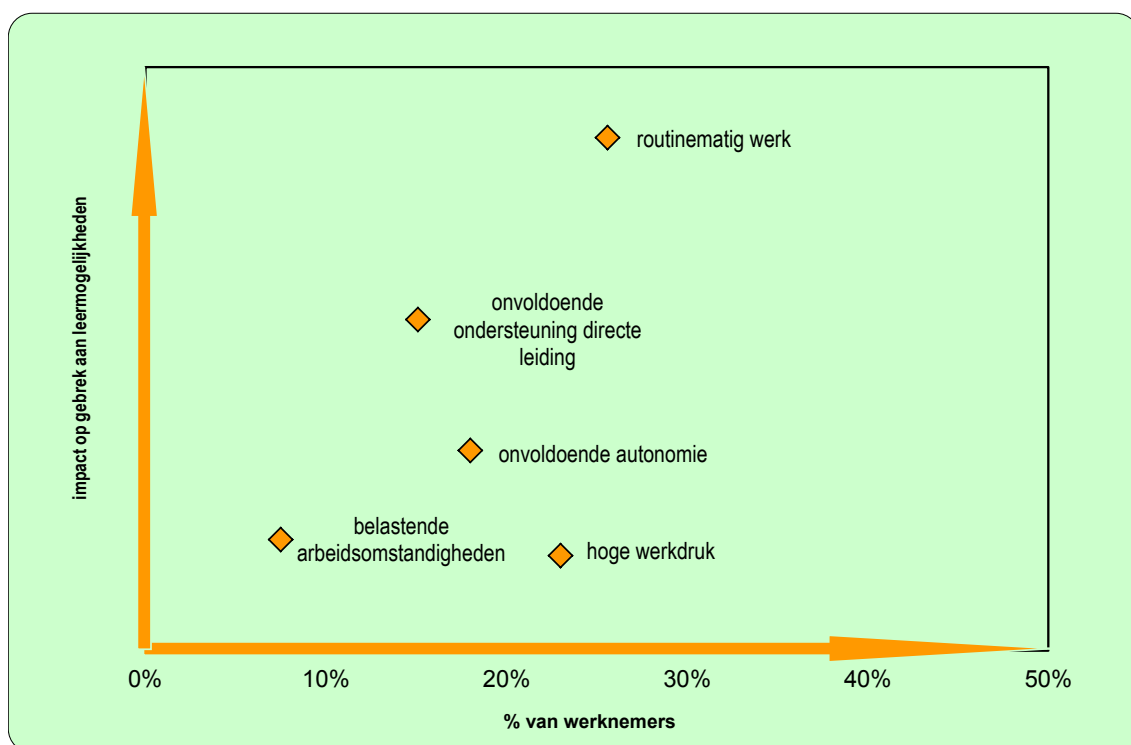 routinematig werk
impact op gebrek aan leermogelijkheden
onvoldoende
ondersteuning directe
leiding
onvoldoende autonomie
belastende
arbeidsomstandigheden
hoge werkdruk
0%
10%
20%
30%
40%
50%
% van werknemers